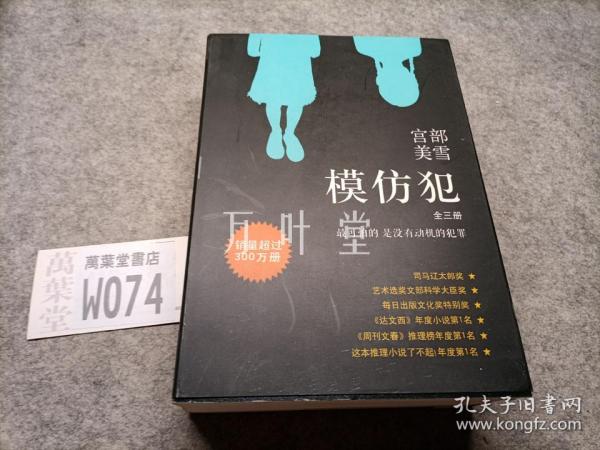 宫部
美雪
模仿犯
全三册
最可怕的 是没有动机的犯罪
万叶堂
销量超过
300万册
司马辽太郎奖 ★
艺术选奖文部科学大臣奖 ★
每日出版文化奖特别奖 ★
《达文西》年度小说第1名 ★
《周刊文春》推理榜年度第1名 ★
这本推理小说了不起!年度第1名 ★
萬葉堂
萬葉堂書店
W074
孔夫子旧书网
www.kongfz.com